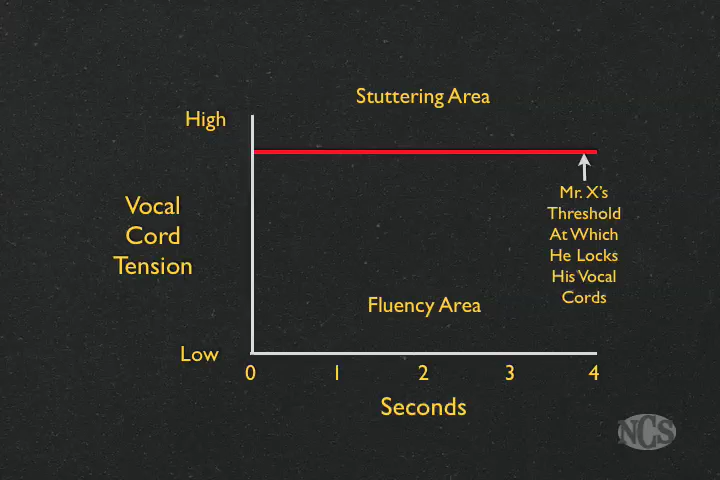 Stuttering Area
High
Vocal
Cord
Tension
Mr. X's
Threshold
At Which
He Locks
His Vocal
Cords
Fluency Area
Low
0 1 2 3 4
Seconds
NCS